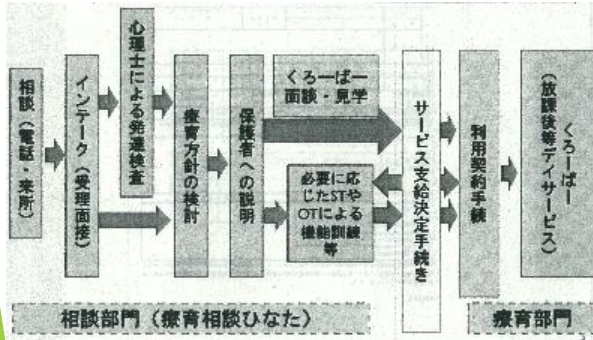 相談（電話・来所）
インテーク（受理面接）
心理士による発達検査
療育方針の検討
保護者への説明
くろーばー
面談・見学
必要に応
じたSTや
OTによる
機能訓練
等
サービス支給決定手続き
利用契約手続
くろーばー
（放課後等デイサービス）
相談部門（療育相談ひなた）
療育部門